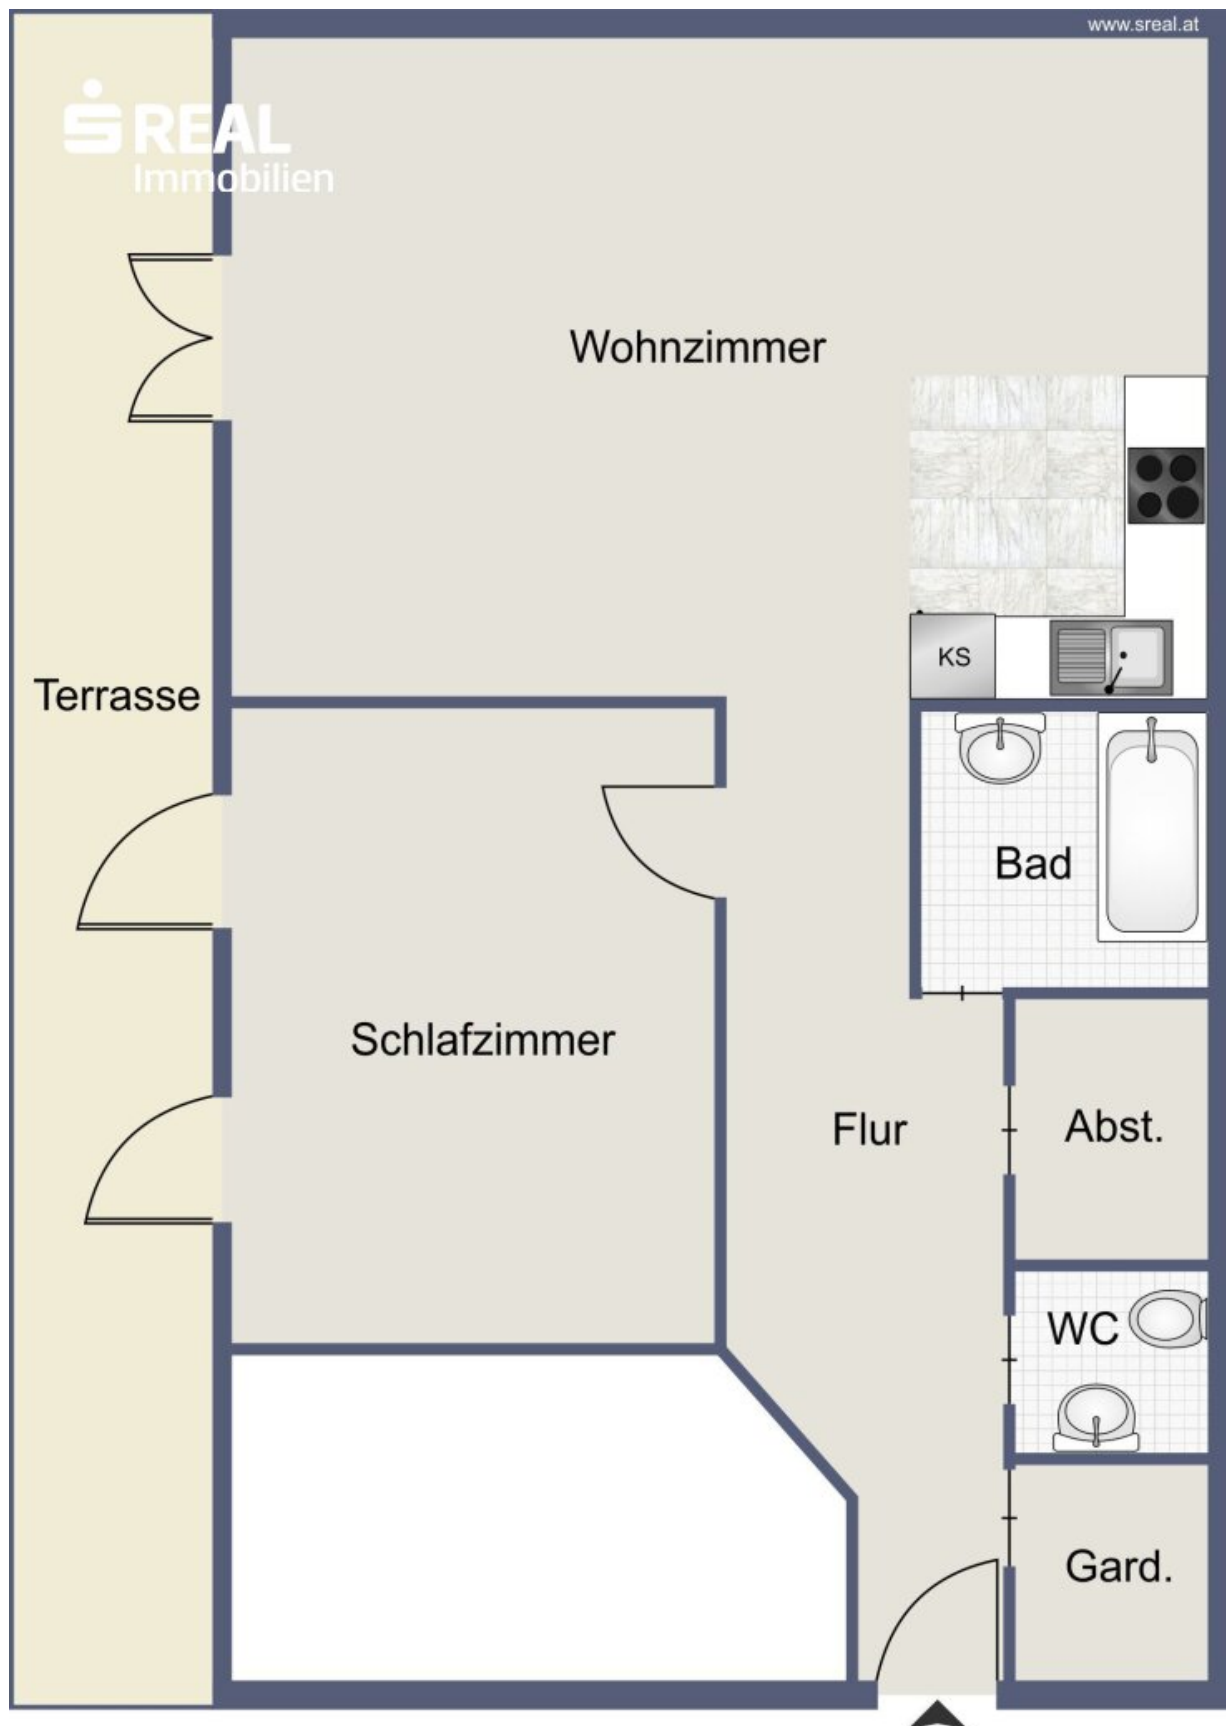 www.sreal.at
S REAL
Immobilien
Wohnzimmer
KS
Terrasse
Bad
Schlafzimmer
Flur
Abst.
WC
Gard.